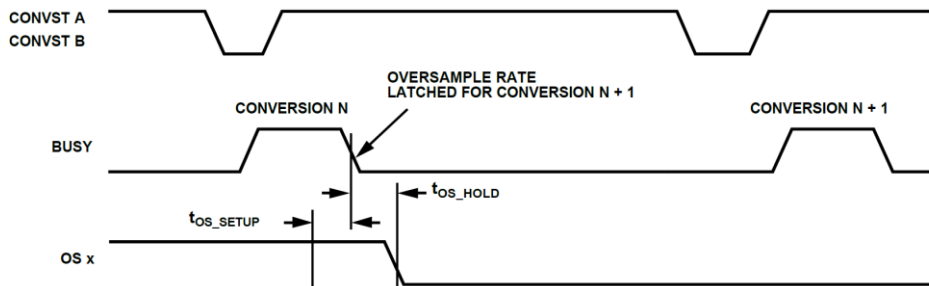 CONVST A
CONVST B
OVERSAMPLE RATE
LATCHED FOR CONVERSION N + 1
CONVERSION N
CONVERSION N + 1
BUSY
tOS_HOLD
tOS_SETUP
OS x